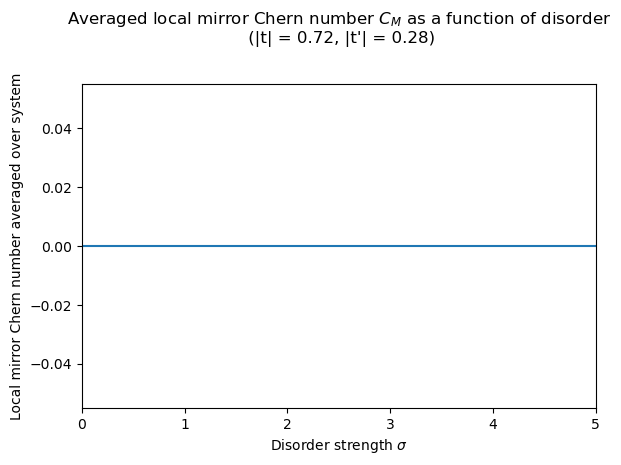 Averaged local mirror Chern number $C_M$ as a function of disorder
(|t| = 0.72, |t'| = 0.28)
Local mirror Chern number averaged over system
0.04
0.02
0.00
−0.02
−0.04
0 1 2 3 4 5
Disorder strength σ